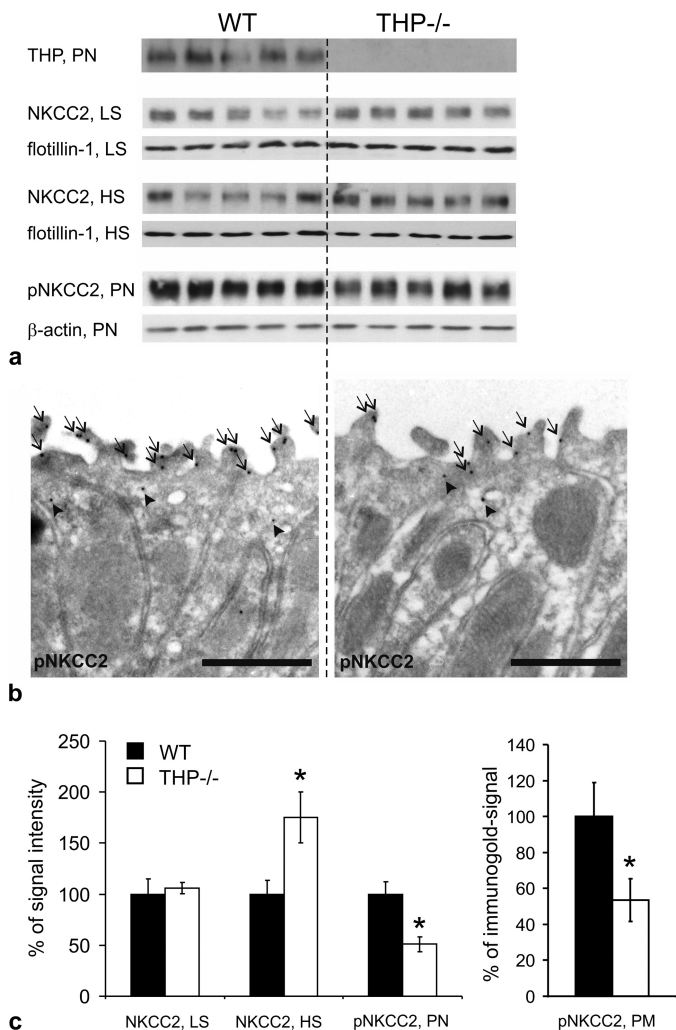 WT THP-/-
THP, PN
NKCC2, LS
flotillin-1, LS
NKCC2, HS
flotillin-1, HS
pNKCC2, PN
β-actin, PN
a
pNKCC2 pNKCC2
b
% of signal intensity
250
200
150
100
50
0
WT
THP-/-
*
*
NKCC2, LS NKCC2, HS pNKCC2, PN
% of immunogold-signal
140
120
100
80
60
40
20
0
*
pNKCC2, PM
c